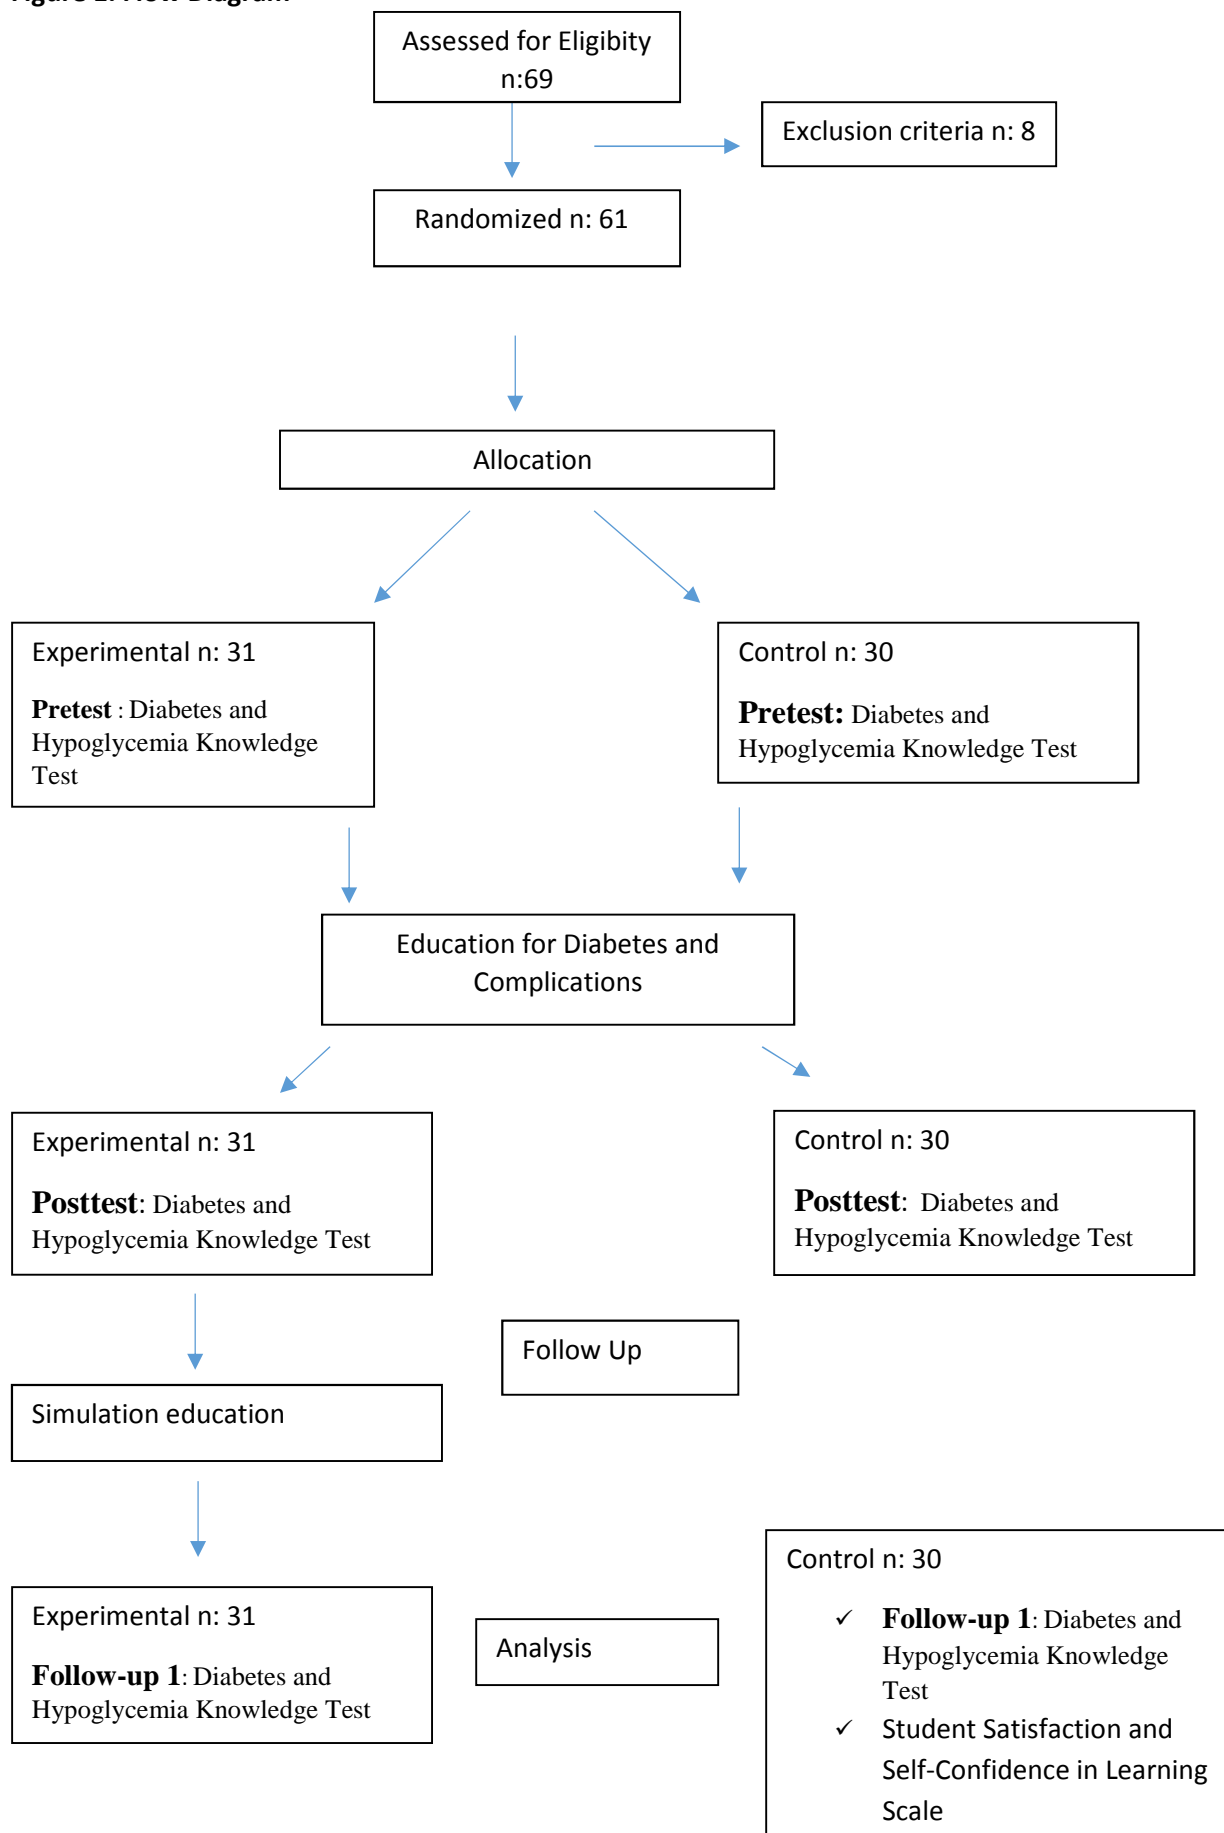 Assessed for Eligibity
n:69
Exclusion criteria n: 8
Randomized n: 61
Allocation
Experimental n: 31
Pretest : Diabetes and
Hypoglycemia Knowledge
Test
Control n: 30
Pretest: Diabetes and
Hypoglycemia Knowledge Test
Education for Diabetes and
Complications
Experimental n: 31
Posttest: Diabetes and
Hypoglycemia Knowledge Test
Control n: 30
Posttest: Diabetes and
Hypoglycemia Knowledge Test
Follow Up
Simulation education
Experimental n: 31
Follow-up 1: Diabetes and
Hypoglycemia Knowledge Test
Analysis
Control n: 30
✓ Follow-up 1: Diabetes and
Hypoglycemia Knowledge
Test
✓ Student Satisfaction and
Self-Confidence in Learning
Scale